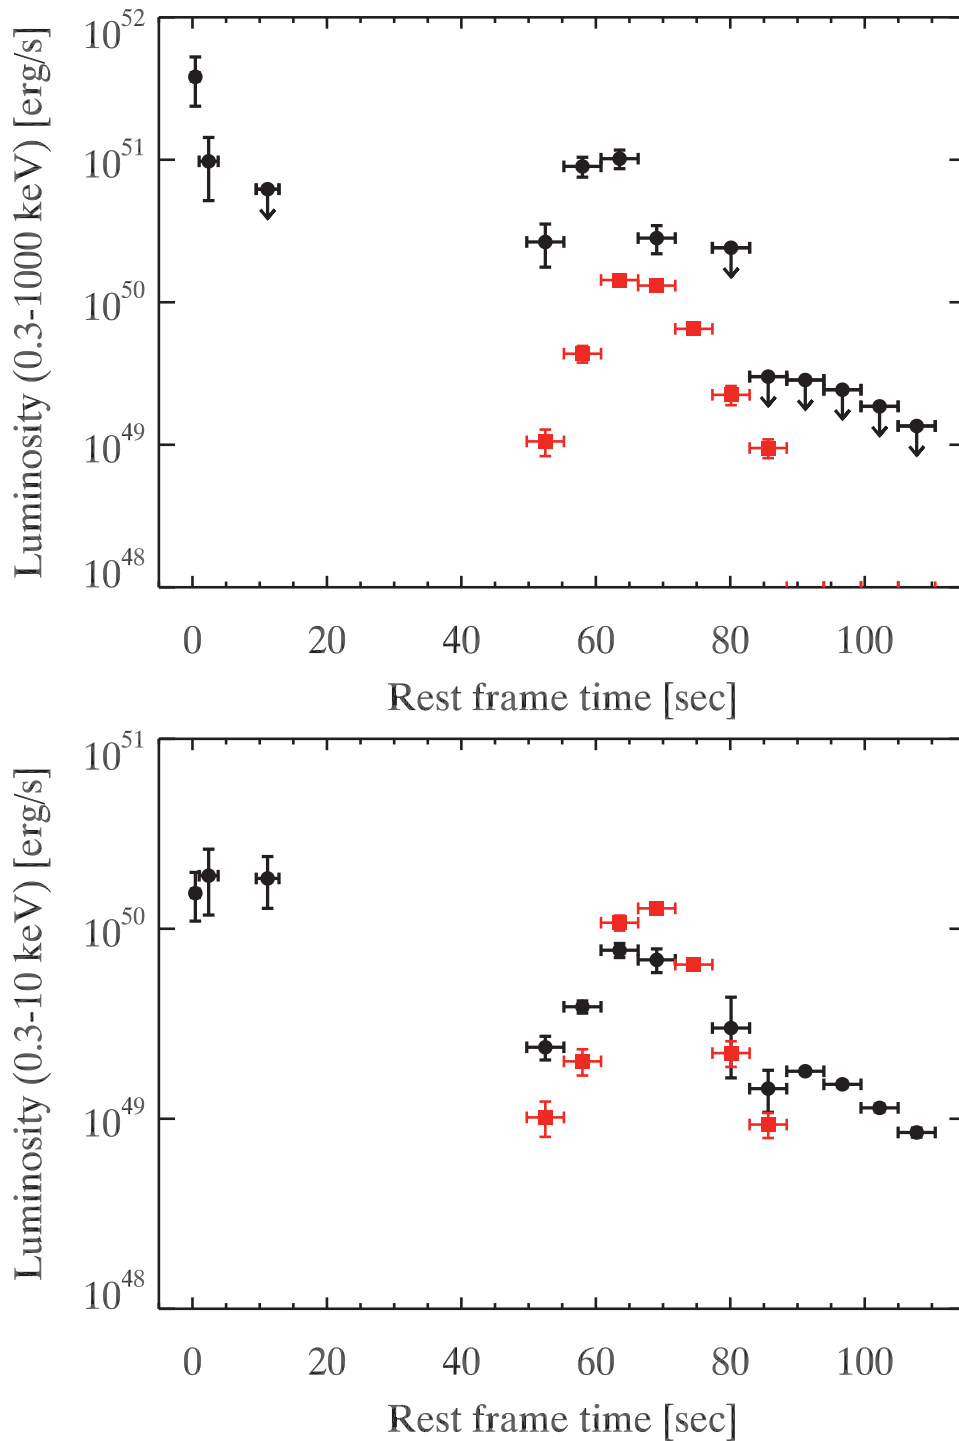 Luminosity (0.3-1000 keV) [erg/s]
10^52
10^51
10^50
10^49
10^48
0 20 40 60 80 100
Rest frame time [sec]
Luminosity (0.3-10 keV) [erg/s]
10^51
10^50
10^49
10^48
0 20 40 60 80 100
Rest frame time [sec]